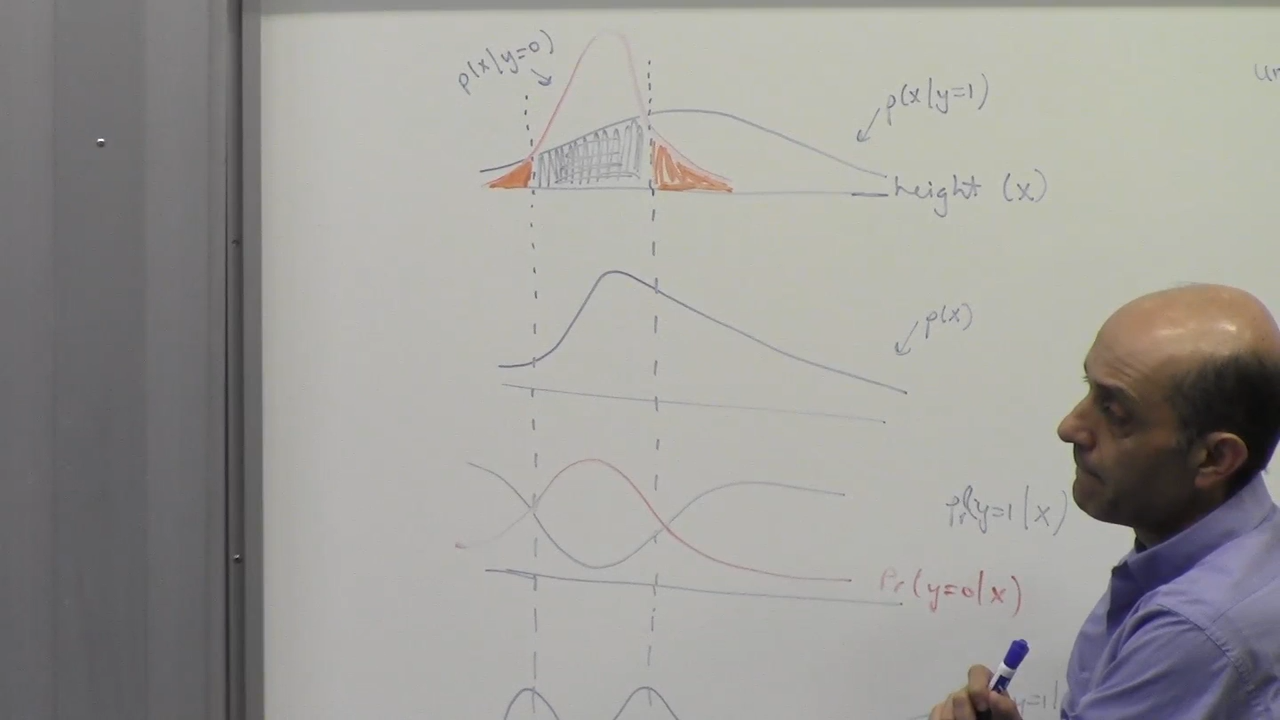 p(x|y=0)
p(x|y=1)
height (x)
p(x)
Pr(y=1|x)
Pr(y=0|x)